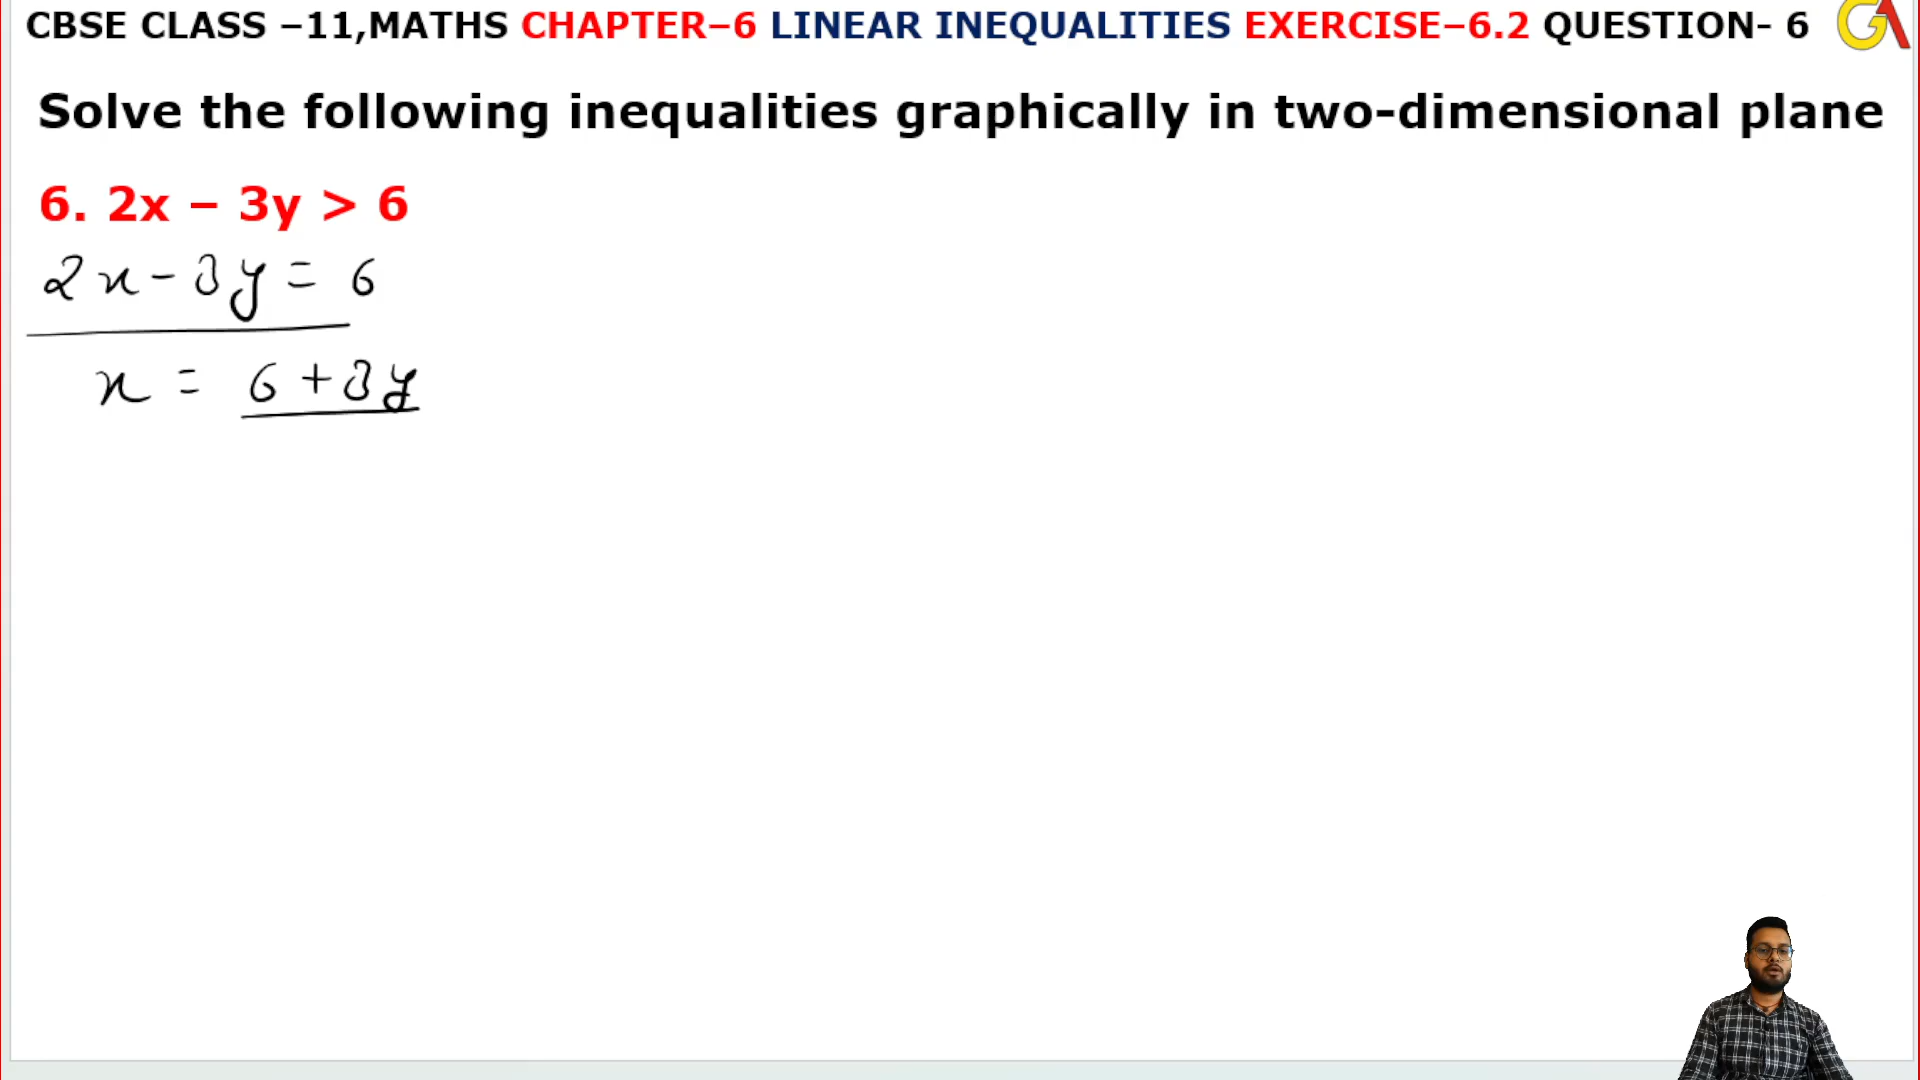 CBSE CLASS –11,MATHS CHAPTER–6 LINEAR INEQUALITIES EXERCISE–6.2 QUESTION- 6
GA
Solve the following inequalities graphically in two-dimensional plane
6. 2x – 3y > 6
2x - 3y = 6
x = 6 + 3y